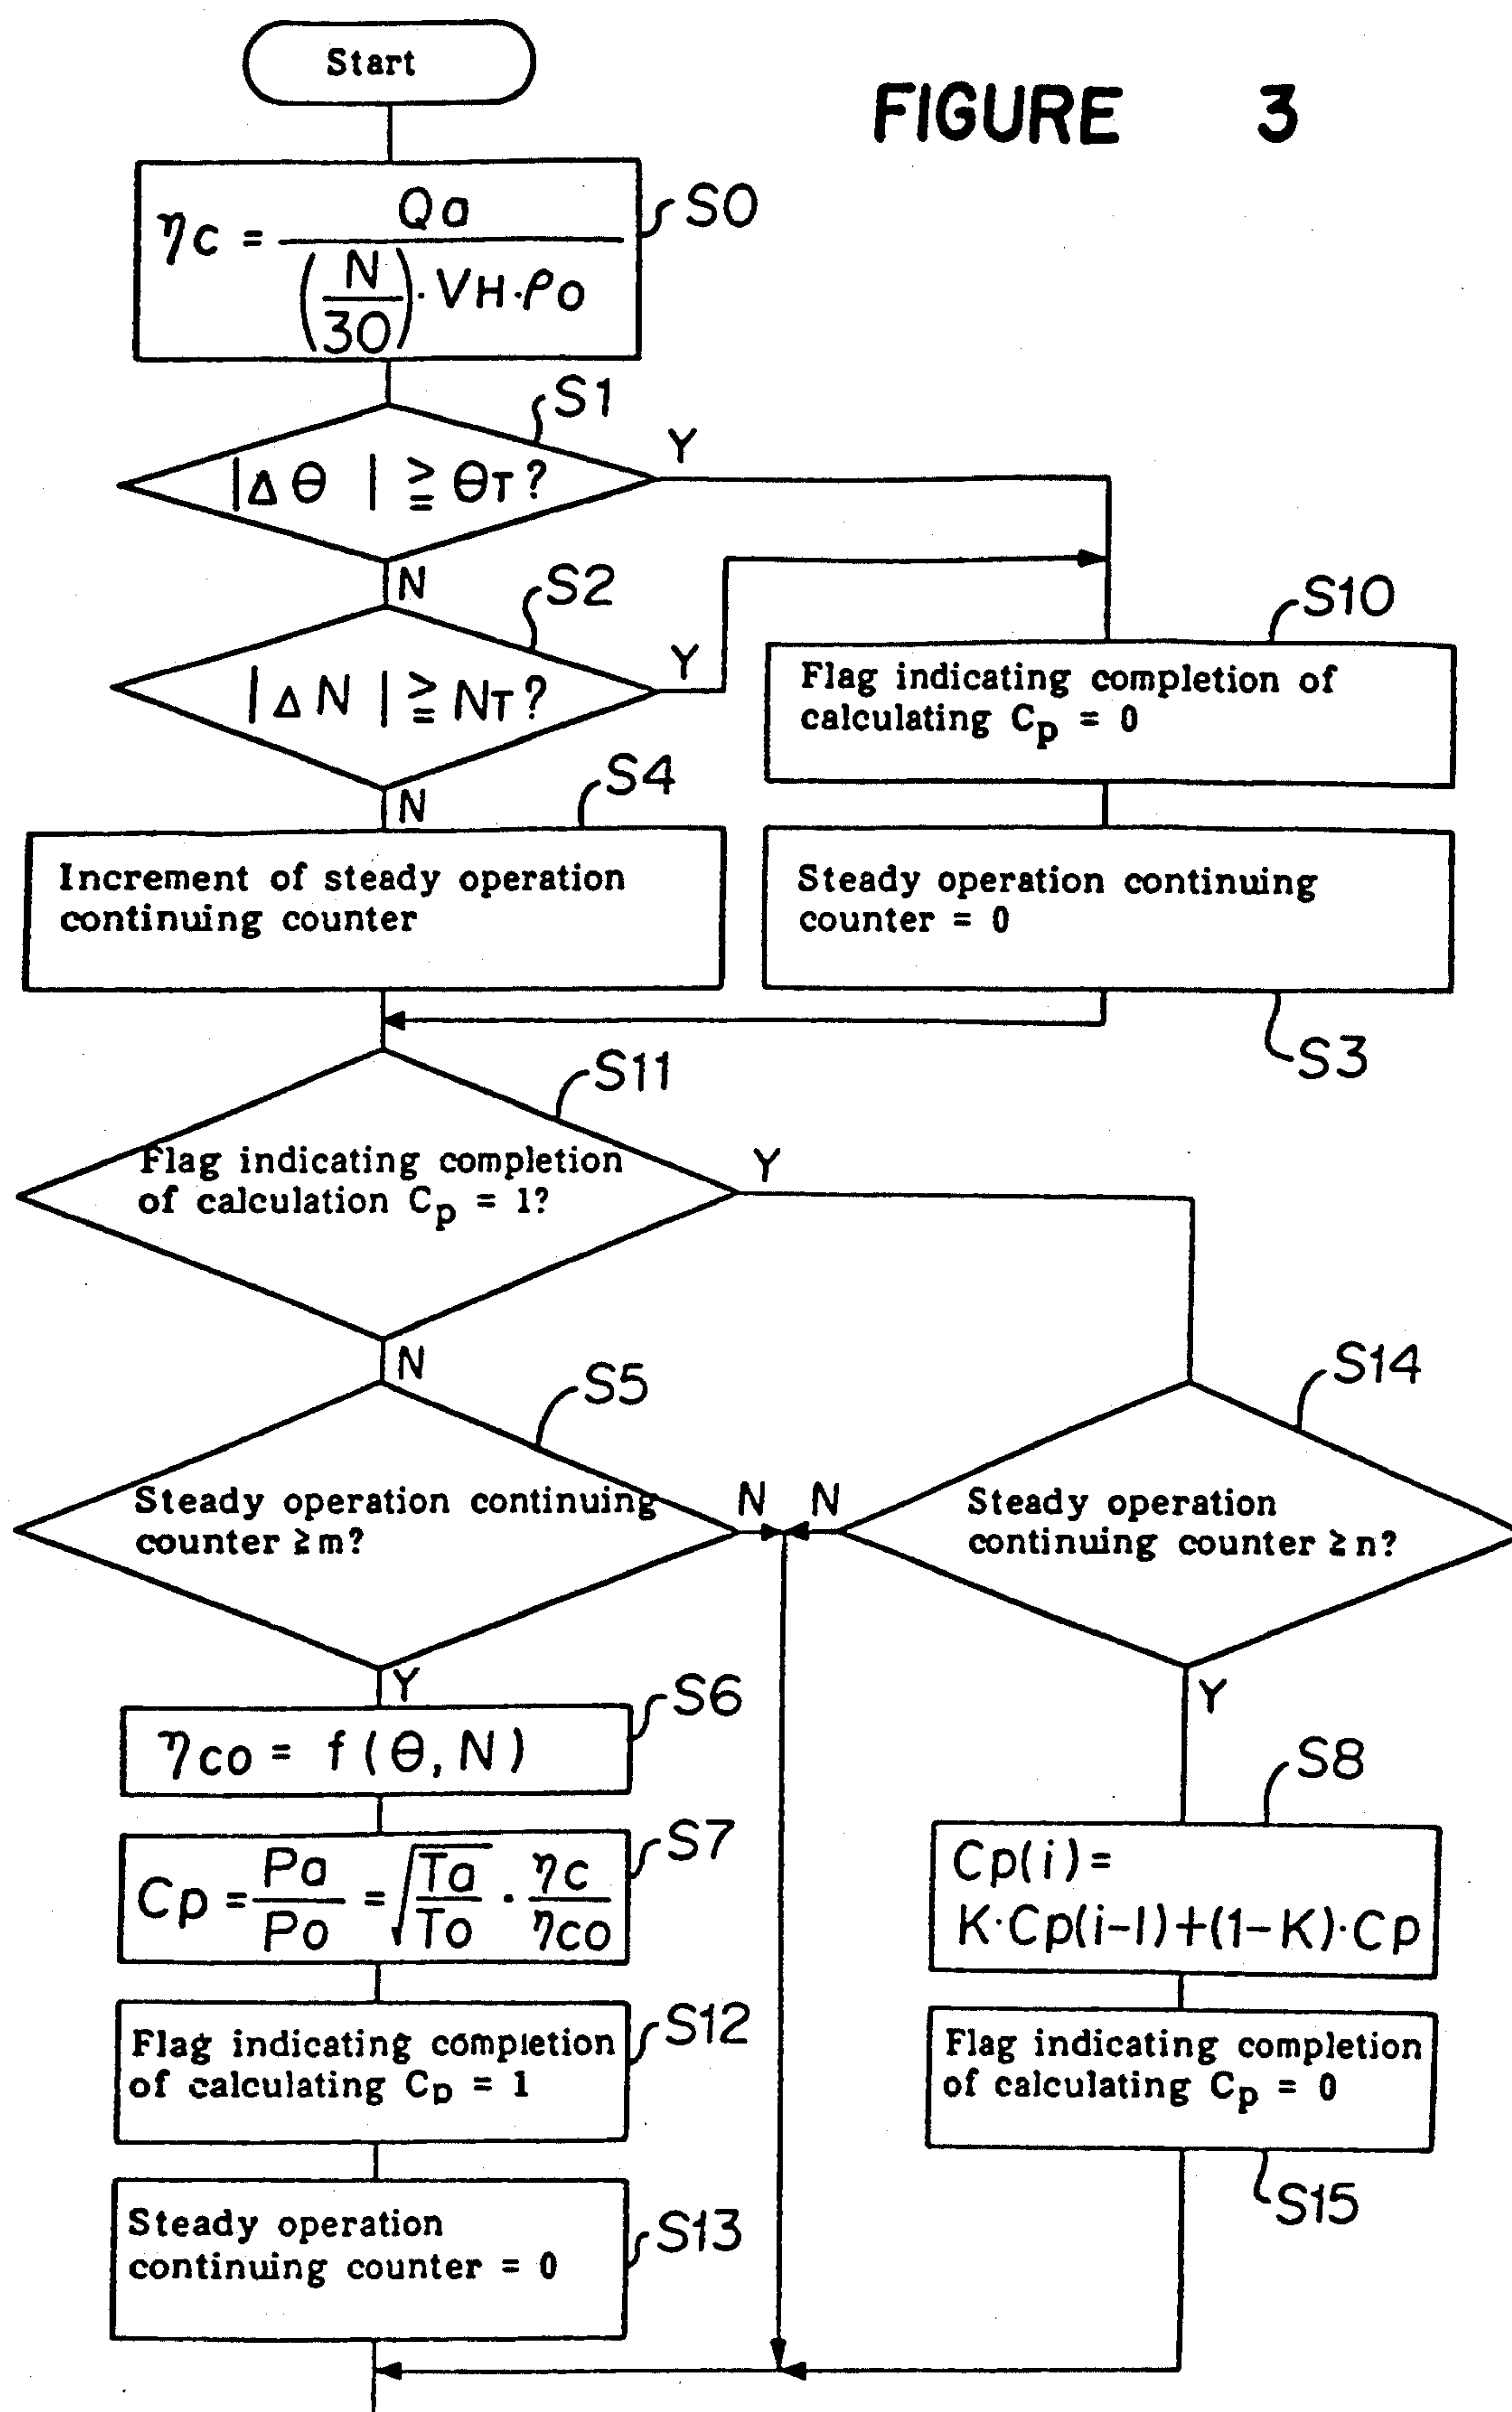 FIGURE 3
Start
ηc = Qa / (N/30)·VH·ρo
S0
S1
|Δθ| ≧ θT?
Y
N
S2
|ΔN| ≧ NT?
Y
N
S10
Flag indicating completion of
calculating Cp = 0
S4
Increment of steady operation
continuing counter
Steady operation continuing
counter = 0
S3
S11
Flag indicating completion
of calculation Cp = 1?
Y
N
S5
Steady operation continuing
counter ≧ m?
N
N
S14
Steady operation
continuing counter ≧ n?
Y
Y
S6
ηco = f(θ, N)
S7
Cp = Pa/Po = √(Ta/To) · ηc/ηco
S8
Cp(i) =
K·Cp(i-1)+(1-K)·Cp
S12
Flag indicating completion
of calculating Cp = 1
Flag indicating completion
of calculating Cp = 0
S15
S13
Steady operation
continuing counter = 0